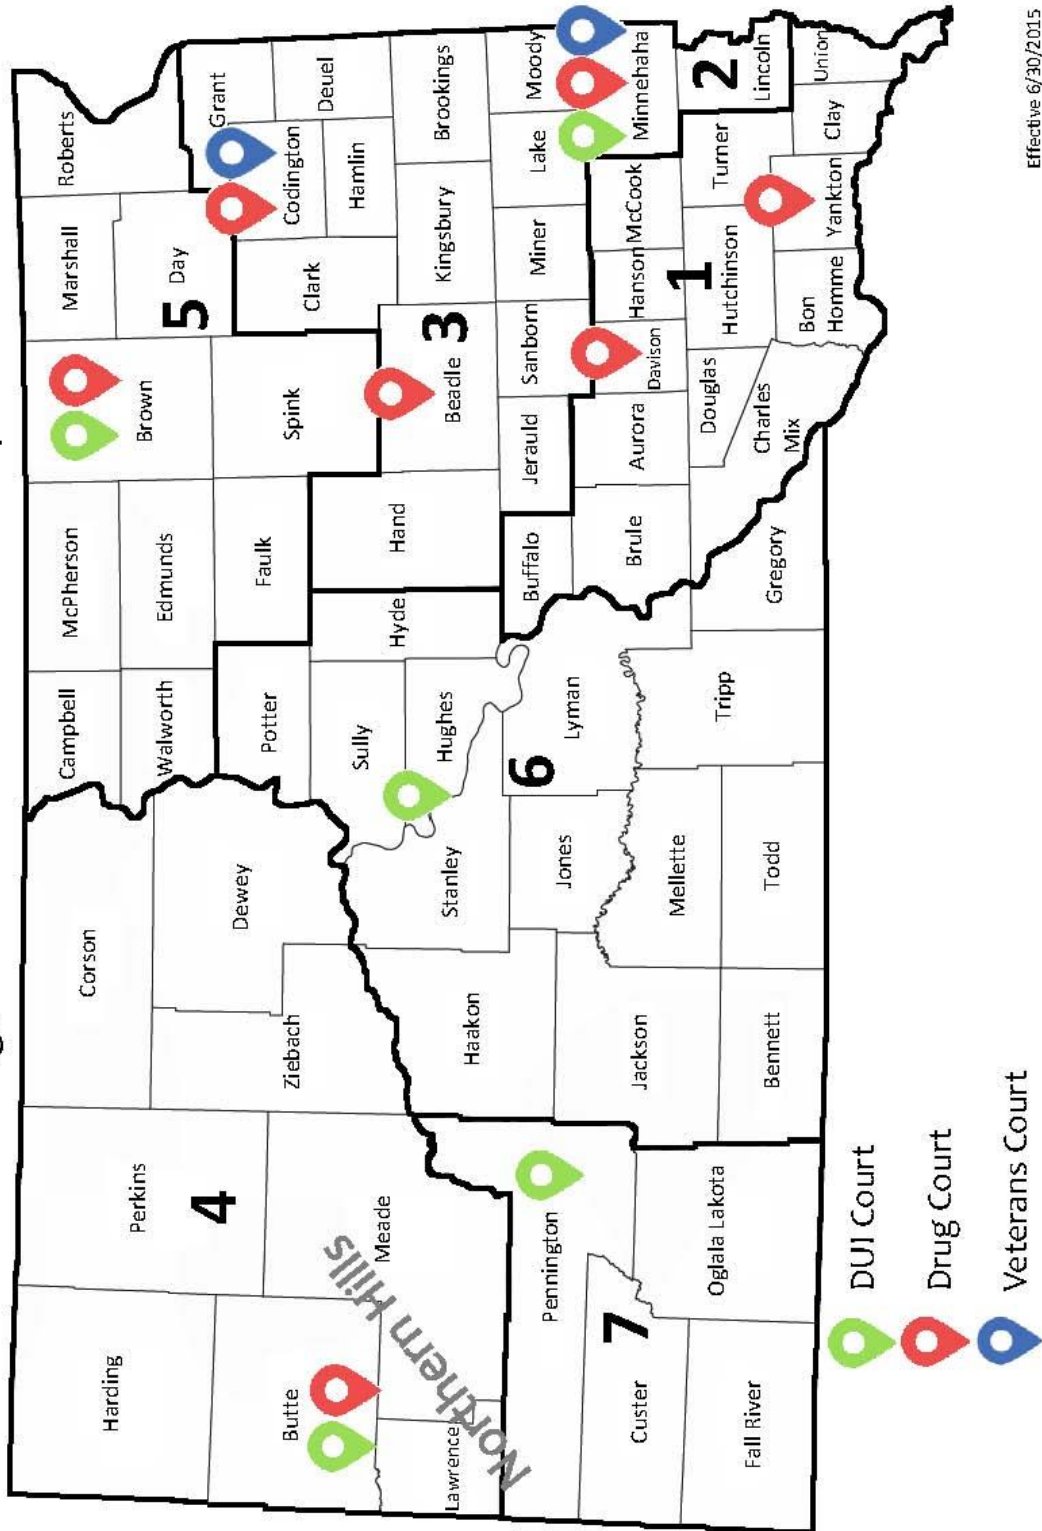 Harding
Perkins
Corson
Campbell
McPherson
Brown
Marshall
Roberts
5
Day
Grant
Butte
4
Ziebach
Dewey
Walworth
Edmunds
Potter
Faulk
Spink
Clark
Codington
Deuel
Hamlin
Northern Hills
Meade
Lawrence
Sully
Hyde
Hand
Beadle
3
Kingsbury
Brookings
Haakon
Stanley
Hughes
Buffalo
Jerauld
Sanborn
Miner
Lake
Moody
Pennington
7
Custer
Jackson
Jones
6
Lyman
Brule
Aurora
Davison
Hanson
McCook
Minnehaha
1
2
Lincoln
Fall River
Oglala Lakota
Bennett
Mellette
Todd
Tripp
Gregory
Douglas
Charles
Mix
Hutchinson
Turner
Bon
Homme
Yankton
Clay
Union
DUI Court
Drug Court
Veterans Court
Effective 6/30/2015